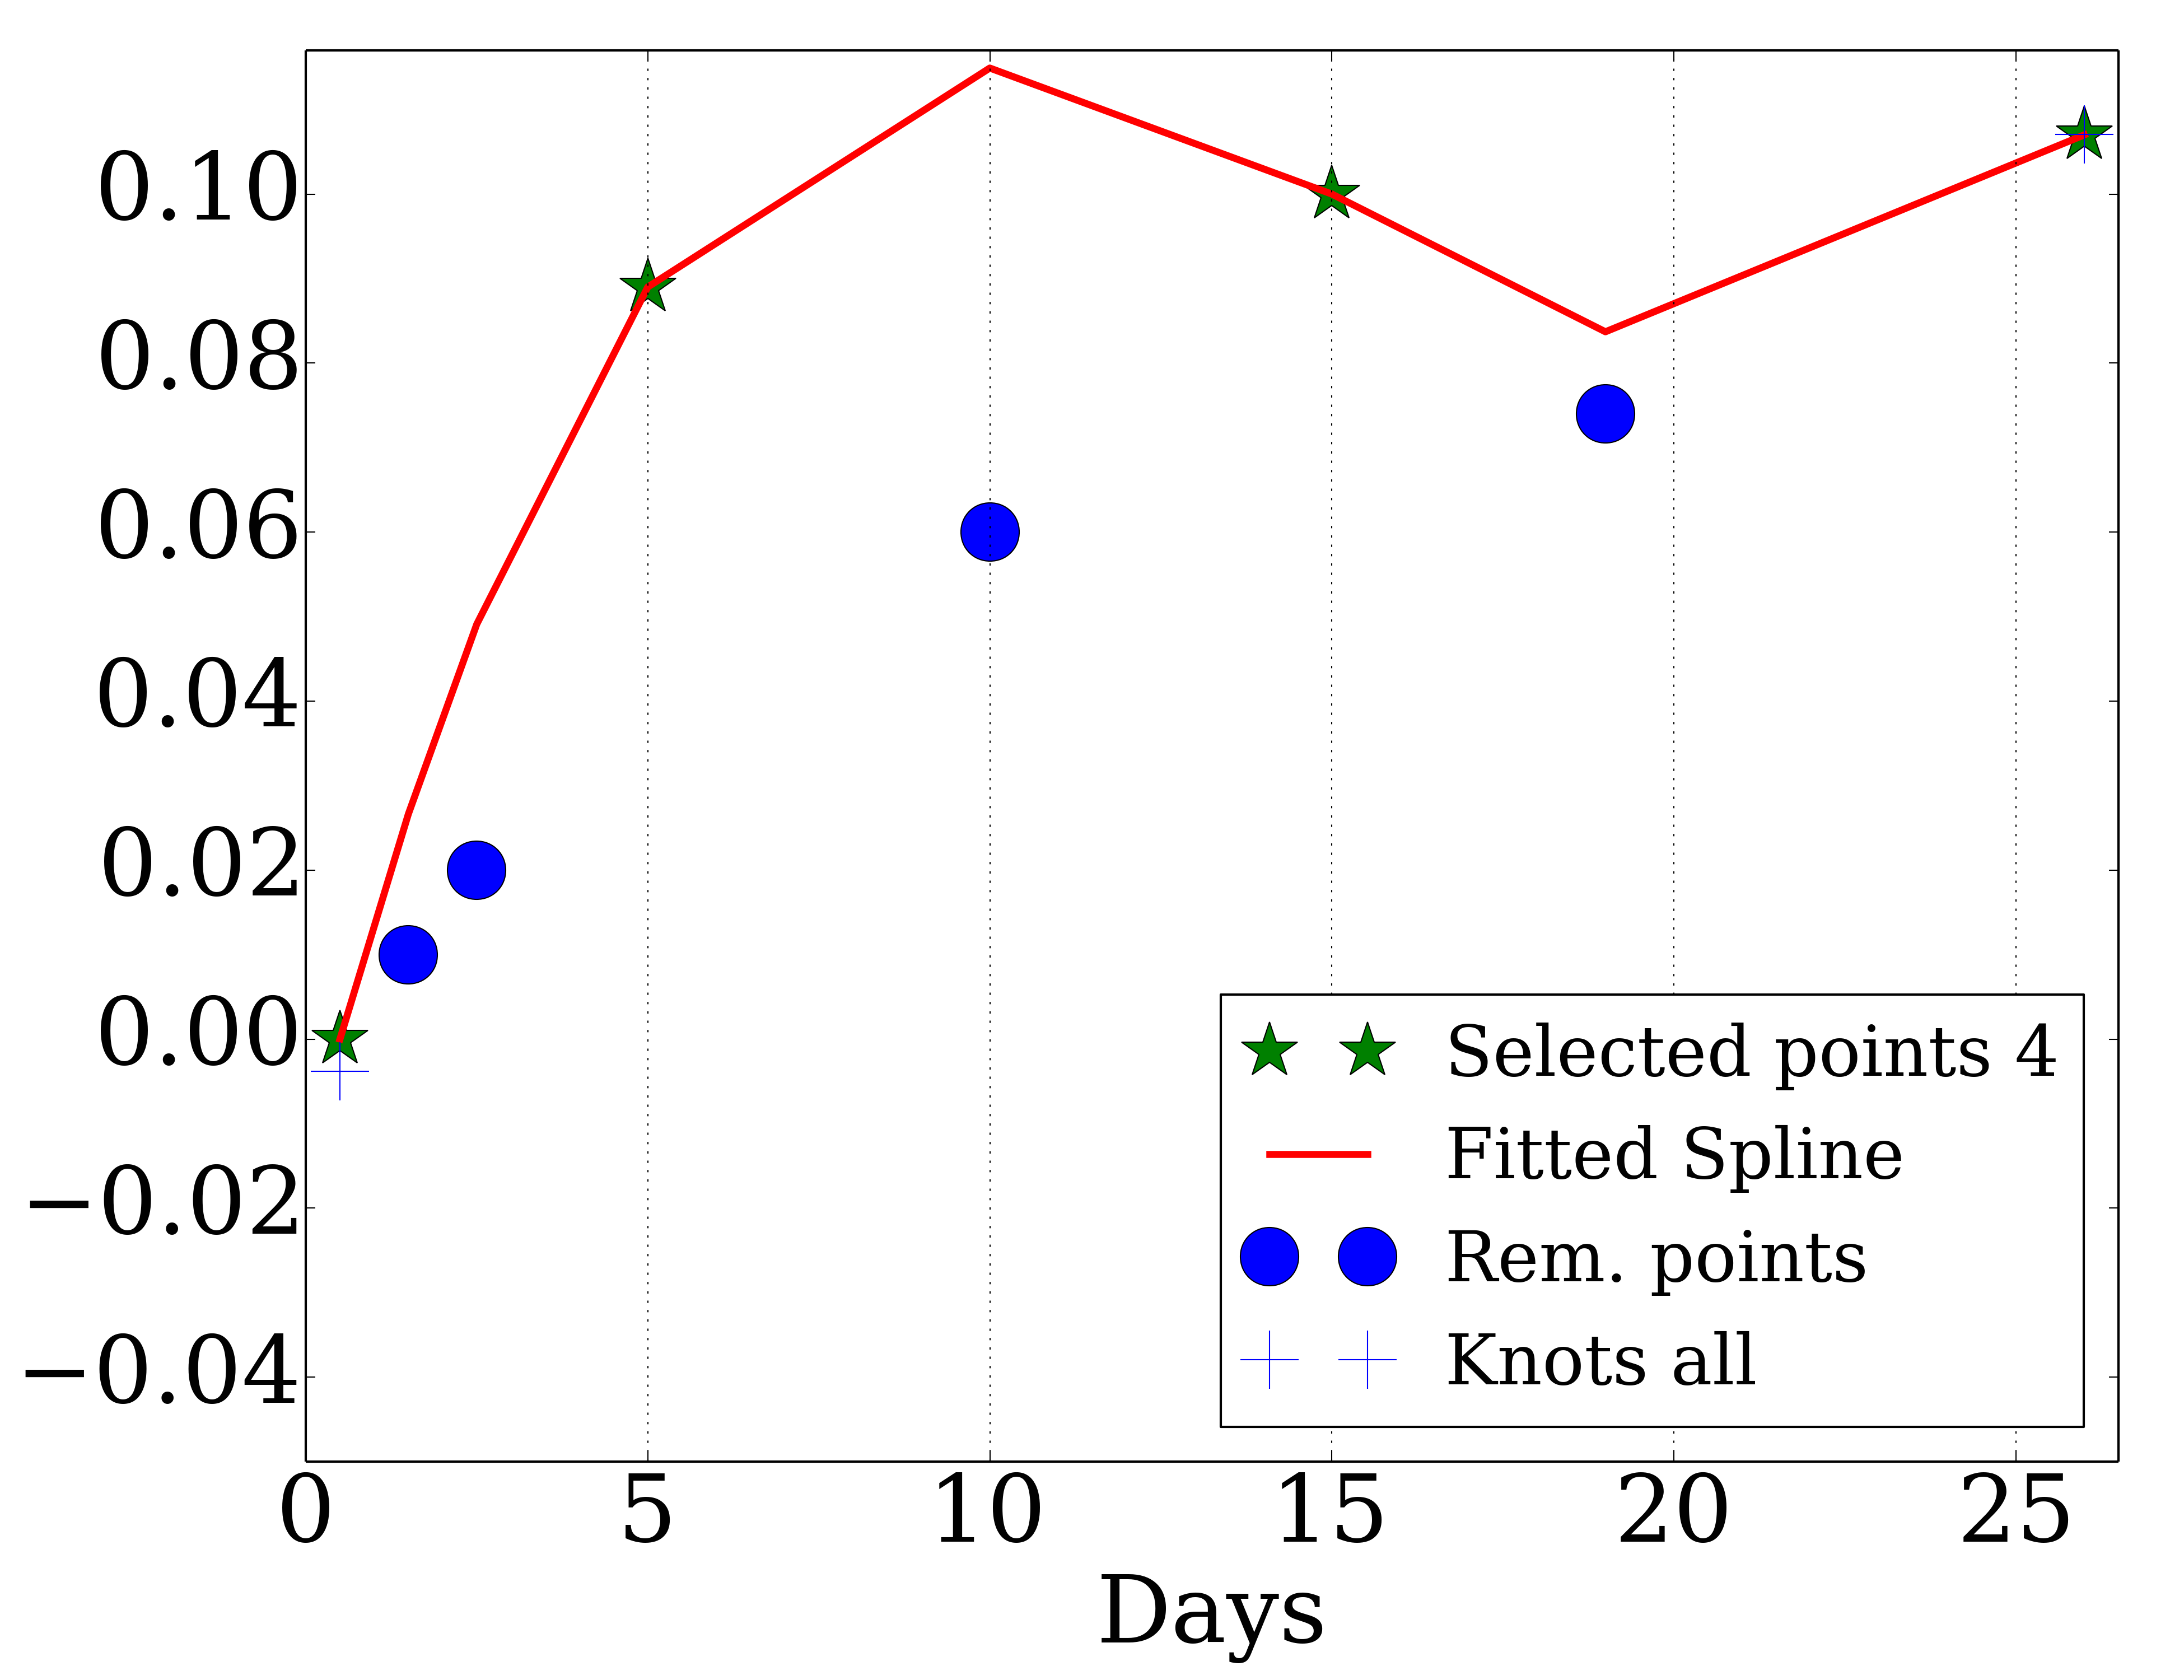 0.10
0.08
0.06
0.04
0.02
0.00
−0.02
−0.04
0 5 10 15 20 25
Days
Selected points 4
Fitted Spline
Rem. points
Knots all